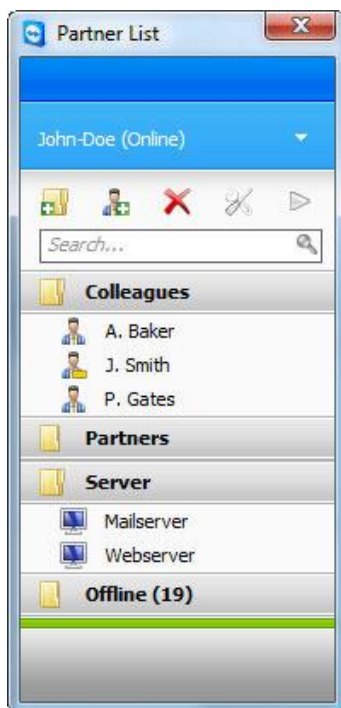 Partner List
John-Doe (Online)
Search...
Colleagues
A. Baker
J. Smith
P. Gates
Partners
Server
Mailserver
Webserver
Offline (19)